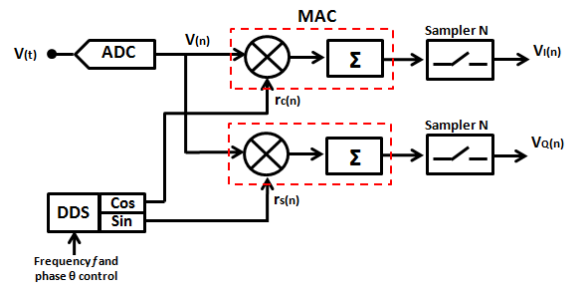 MAC
Sampler N
V(t)
ADC
V(n)
Σ
VI(n)
rc(n)
Sampler N
Σ
VQ(n)
rs(n)
DDS
Cos
Sin
Frequency f and
phase θ control